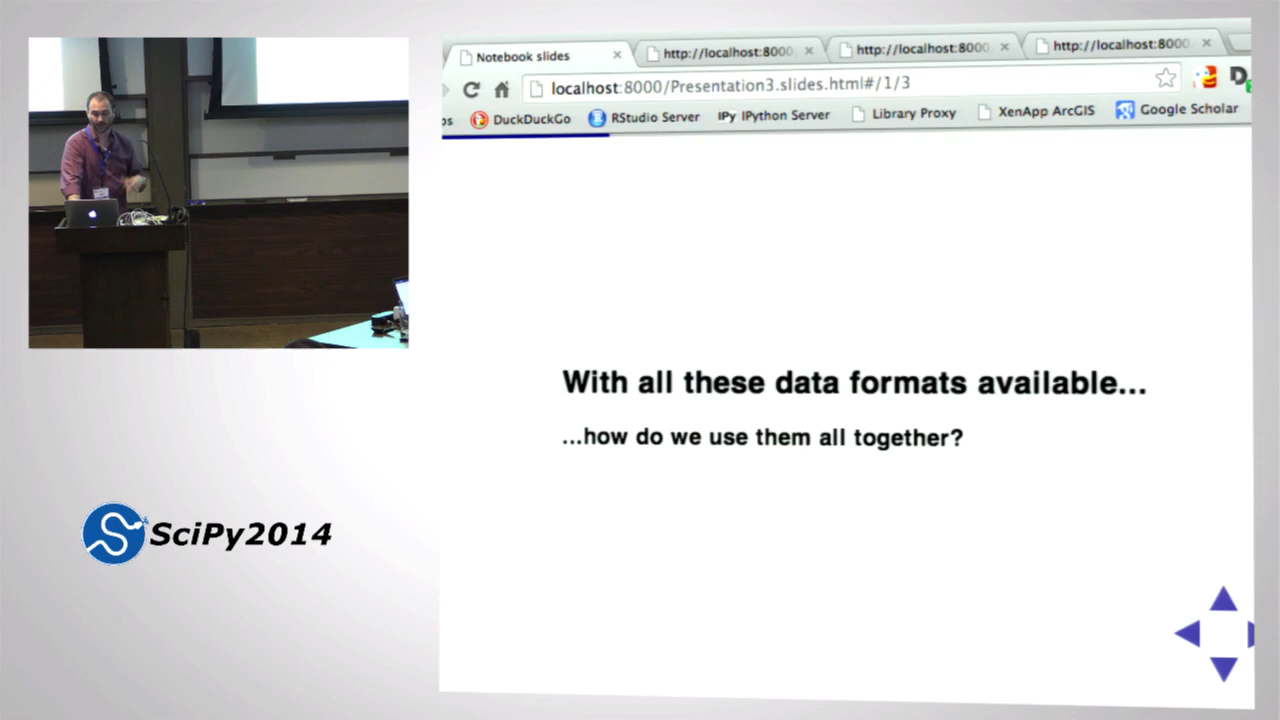 Notebook slides
http://localhost:8000
http://localhost:8000
http://localhost:8000
localhost:8000/Presentation3.slides.html#/1/3
os
DuckDuckGo
RStudio Server
IPy IPython Server
Library Proxy
XenApp ArcGIS
Google Scholar
With all these data formats available...
...how do we use them all together?
SciPy2014